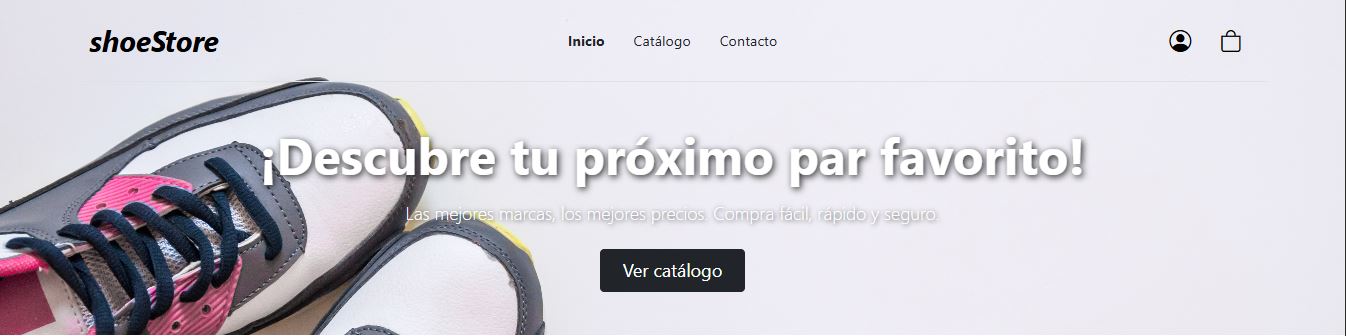 shoeStore
Inicio Catálogo Contacto
¡Descubre tu próximo par favorito!
Las mejores marcas, los mejores precios. Compra fácil, rápido y seguro.
Ver catálogo